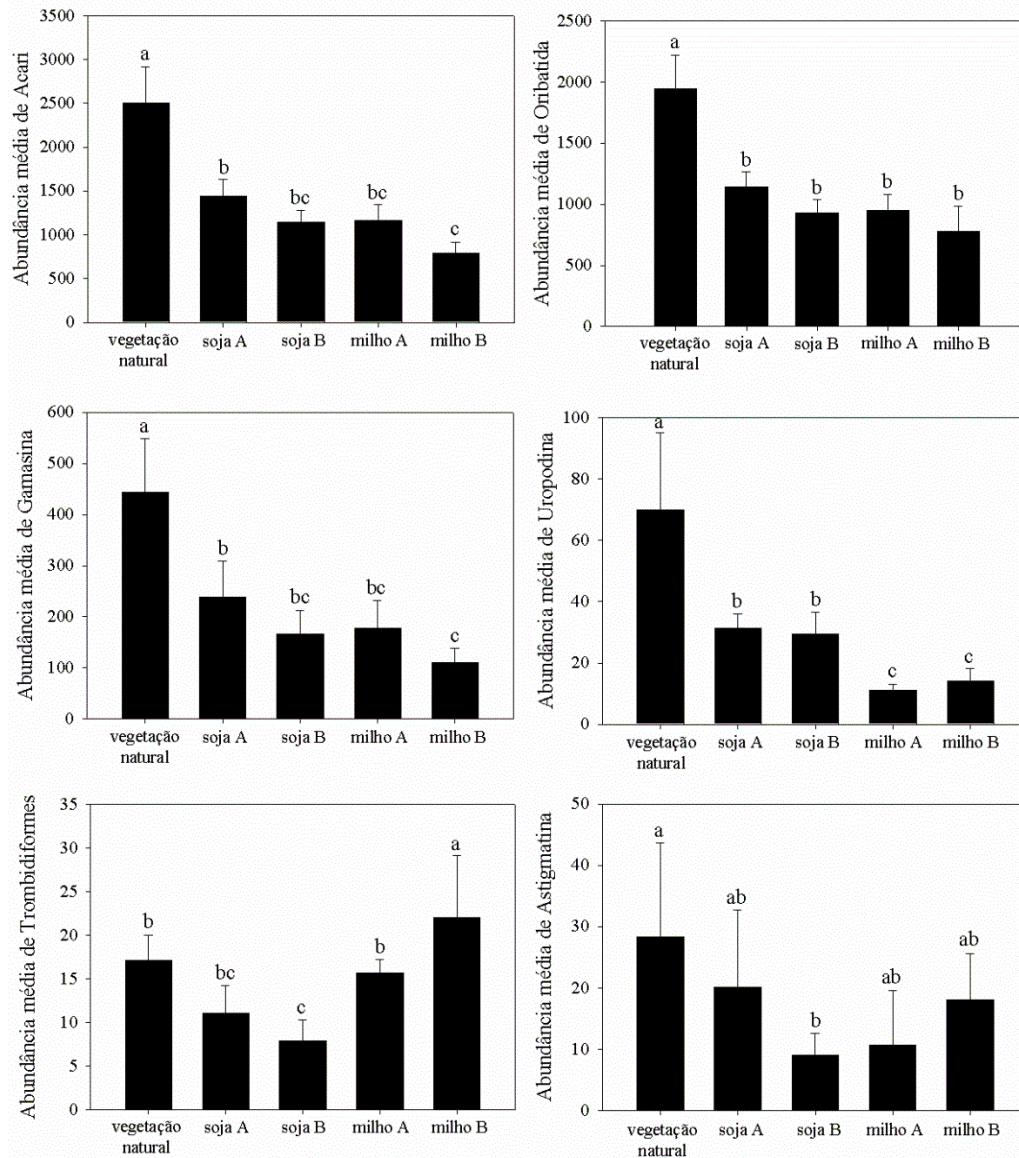 Abundância média de Acari
3500
3000
2500
2000
1500
1000
500
0
a
b
bc
bc
c
vegetação
natural
soja A
soja B
milho A
milho B
Abundância média de Oribatida
2500
2000
1500
1000
500
0
a
b
b
b
b
vegetação
natural
soja A
soja B
milho A
milho B
Abundância média de Gamasina
600
500
400
300
200
100
0
a
b
bc
bc
c
vegetação
natural
soja A
soja B
milho A
milho B
Abundância média de Uropodina
100
80
60
40
20
0
a
b
b
c
c
vegetação
natural
soja A
soja B
milho A
milho B
Abundância média de Trombidiformes
35
30
25
20
15
10
5
0
b
bc
c
b
a
vegetação
natural
soja A
soja B
milho A
milho B
Abundância média de Astigmatina
50
40
30
20
10
0
a
ab
b
ab
ab
vegetação
natural
soja A
soja B
milho A
milho B